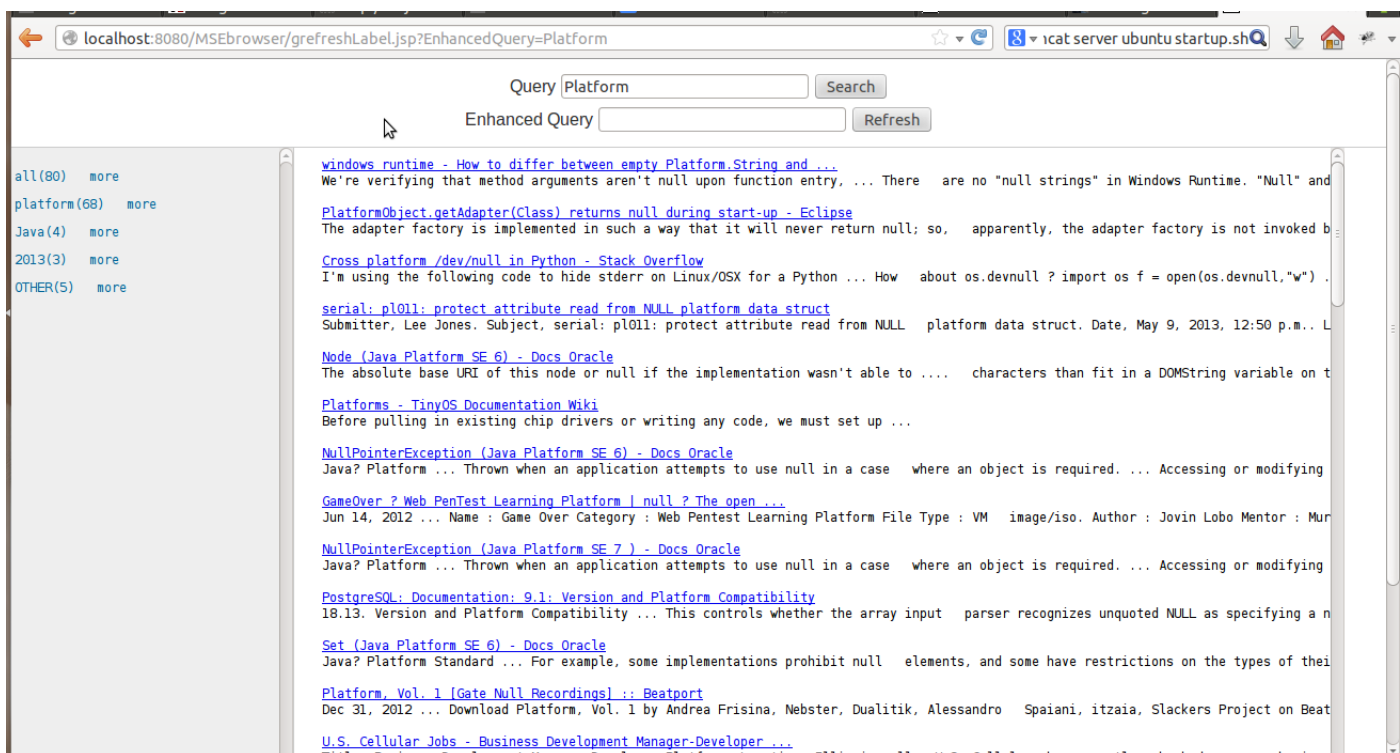 localhost:8080/MSEbrowser/grefreshLabel.jsp?EnhancedQuery=Platform
cat server ubuntu startup.sh
Query Platform Search
Enhanced Query Refresh
all(80) more
platform(68) more
Java(4) more
2013(3) more
OTHER(5) more
windows runtime - How to differ between empty Platform.String and ...
We're verifying that method arguments aren't null upon function entry, ... There are no "null strings" in Windows Runtime. "Null" and
PlatformObject.getAdapter(Class) returns null during start-up - Eclipse
The adapter factory is implemented in such a way that it will never return null; so, apparently, the adapter factory is not invoked b
Cross platform /dev/null in Python - Stack Overflow
I'm using the following code to hide stderr on Linux/OSX for a Python ... How about os.devnull ? import os f = open(os.devnull,"w") .
serial: pl011: protect attribute read from NULL platform data struct
Submitter, Lee Jones. Subject, serial: pl011: protect attribute read from NULL platform data struct. Date, May 9, 2013, 12:50 p.m.. L
Node (Java Platform SE 6) - Docs Oracle
The absolute base URI of this node or null if the implementation wasn't able to .... characters than fit in a DOMString variable on t
Platforms - TinyOS Documentation Wiki
Before pulling in existing chip drivers or writing any code, we must set up ...
NullPointerException (Java Platform SE 6) - Docs Oracle
Java? Platform ... Thrown when an application attempts to use null in a case where an object is required. ... Accessing or modifying
GameOver ? Web PenTest Learning Platform | null ? The open ...
Jun 14, 2012 ... Name : Game Over Category : Web Pentest Learning Platform File Type : VM image/iso. Author : Jovin Lobo Mentor : Mur
NullPointerException (Java Platform SE 7 ) - Docs Oracle
Java? Platform ... Thrown when an application attempts to use null in a case where an object is required. ... Accessing or modifying
PostgreSQL: Documentation: 9.1: Version and Platform Compatibility
18.13. Version and Platform Compatibility ... This controls whether the array input parser recognizes unquoted NULL as specifying a n
Set (Java Platform SE 6) - Docs Oracle
Java? Platform Standard ... For example, some implementations prohibit null elements, and some have restrictions on the types of thei
Platform, Vol. 1 [Gate Null Recordings] :: Beatport
Dec 31, 2012 ... Download Platform, Vol. 1 by Andrea Frisina, Nebster, Dualitik, Alessandro Spaiani, itzaia, Slackers Project on Beat
U.S. Cellular Jobs - Business Development Manager-Developer ...